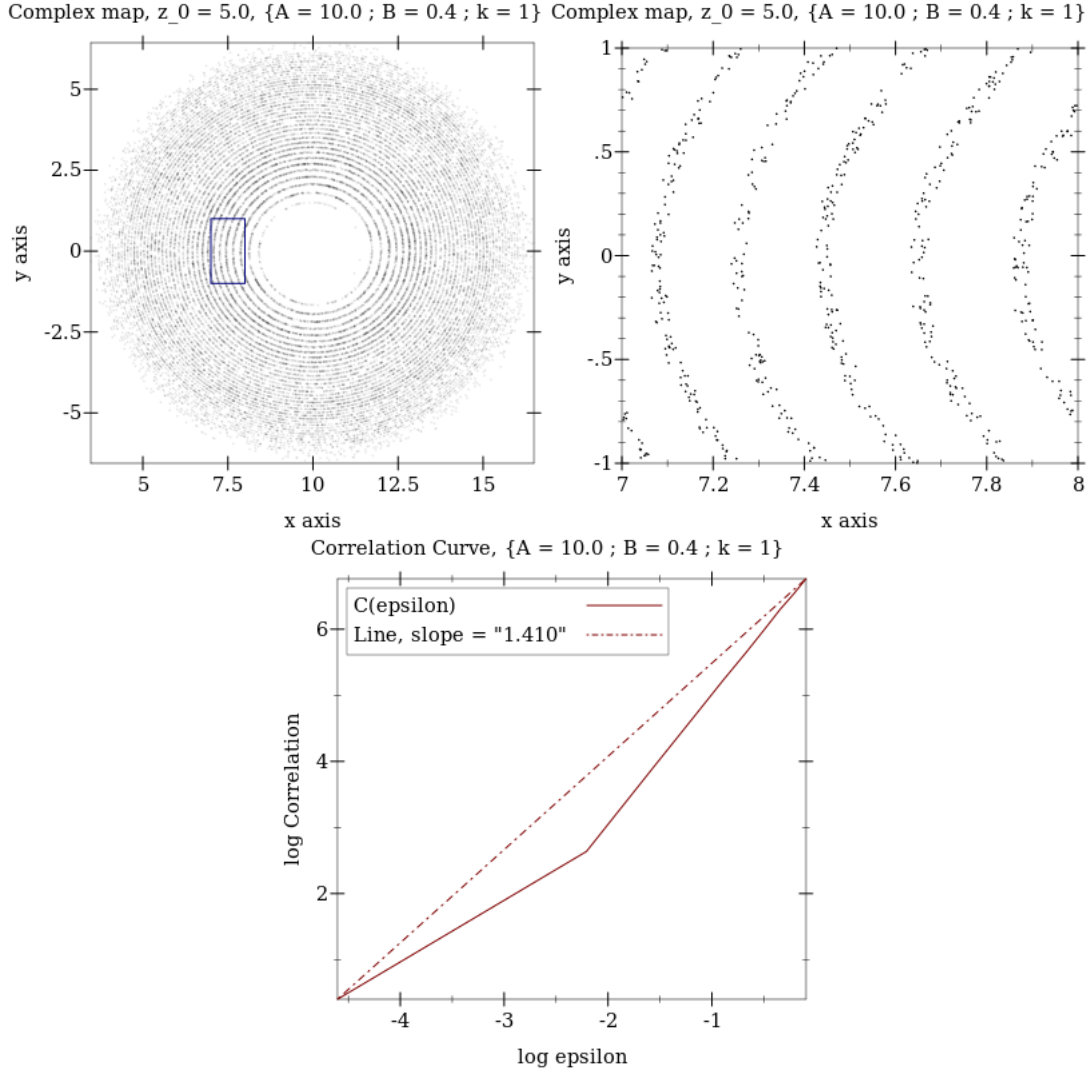 Complex map, z_0 = 5.0, {A = 10.0 ; B = 0.4 ; k = 1}
5
2.5
0
-2.5
-5
y axis
5
7.5
10
12.5
15
x axis
Complex map, z_0 = 5.0, {A = 10.0 ; B = 0.4 ; k = 1}
1
.5
0
-.5
-1
y axis
7
7.2
7.4
7.6
7.8
8
x axis
Correlation Curve, {A = 10.0 ; B = 0.4 ; k = 1}
C(epsilon)
Line, slope = "1.410"
6
4
2
log Correlation
-4
-3
-2
-1
log epsilon